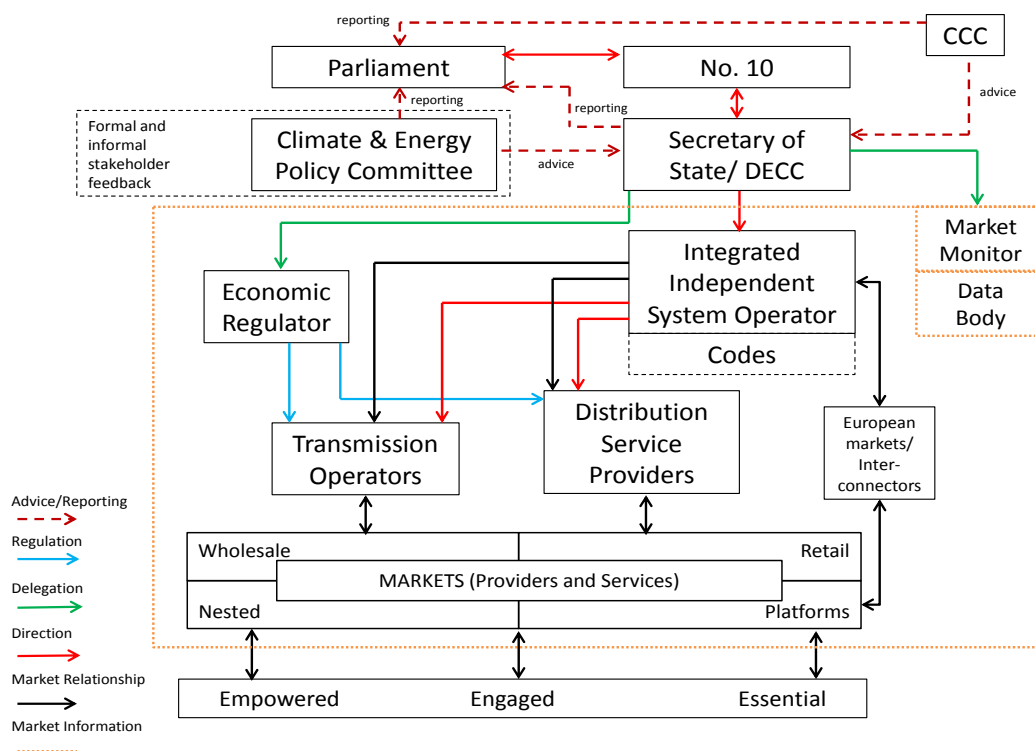 reporting
CCC
Parliament
No. 10
reporting
reporting
advice
Formal and
informal
stakeholder
feedback
Climate & Energy
Policy Committee
advice
Secretary of
State/ DECC
Market
Monitor
Data
Body
Economic
Regulator
Integrated
Independent
System Operator
Codes
Transmission
Operators
Distribution
Service
Providers
European
markets/
Inter-
connectors
Advice/Reporting
Regulation
Delegation
Direction
Market Relationship
Market Information
Wholesale
Retail
MARKETS (Providers and Services)
Nested
Platforms
Empowered
Engaged
Essential